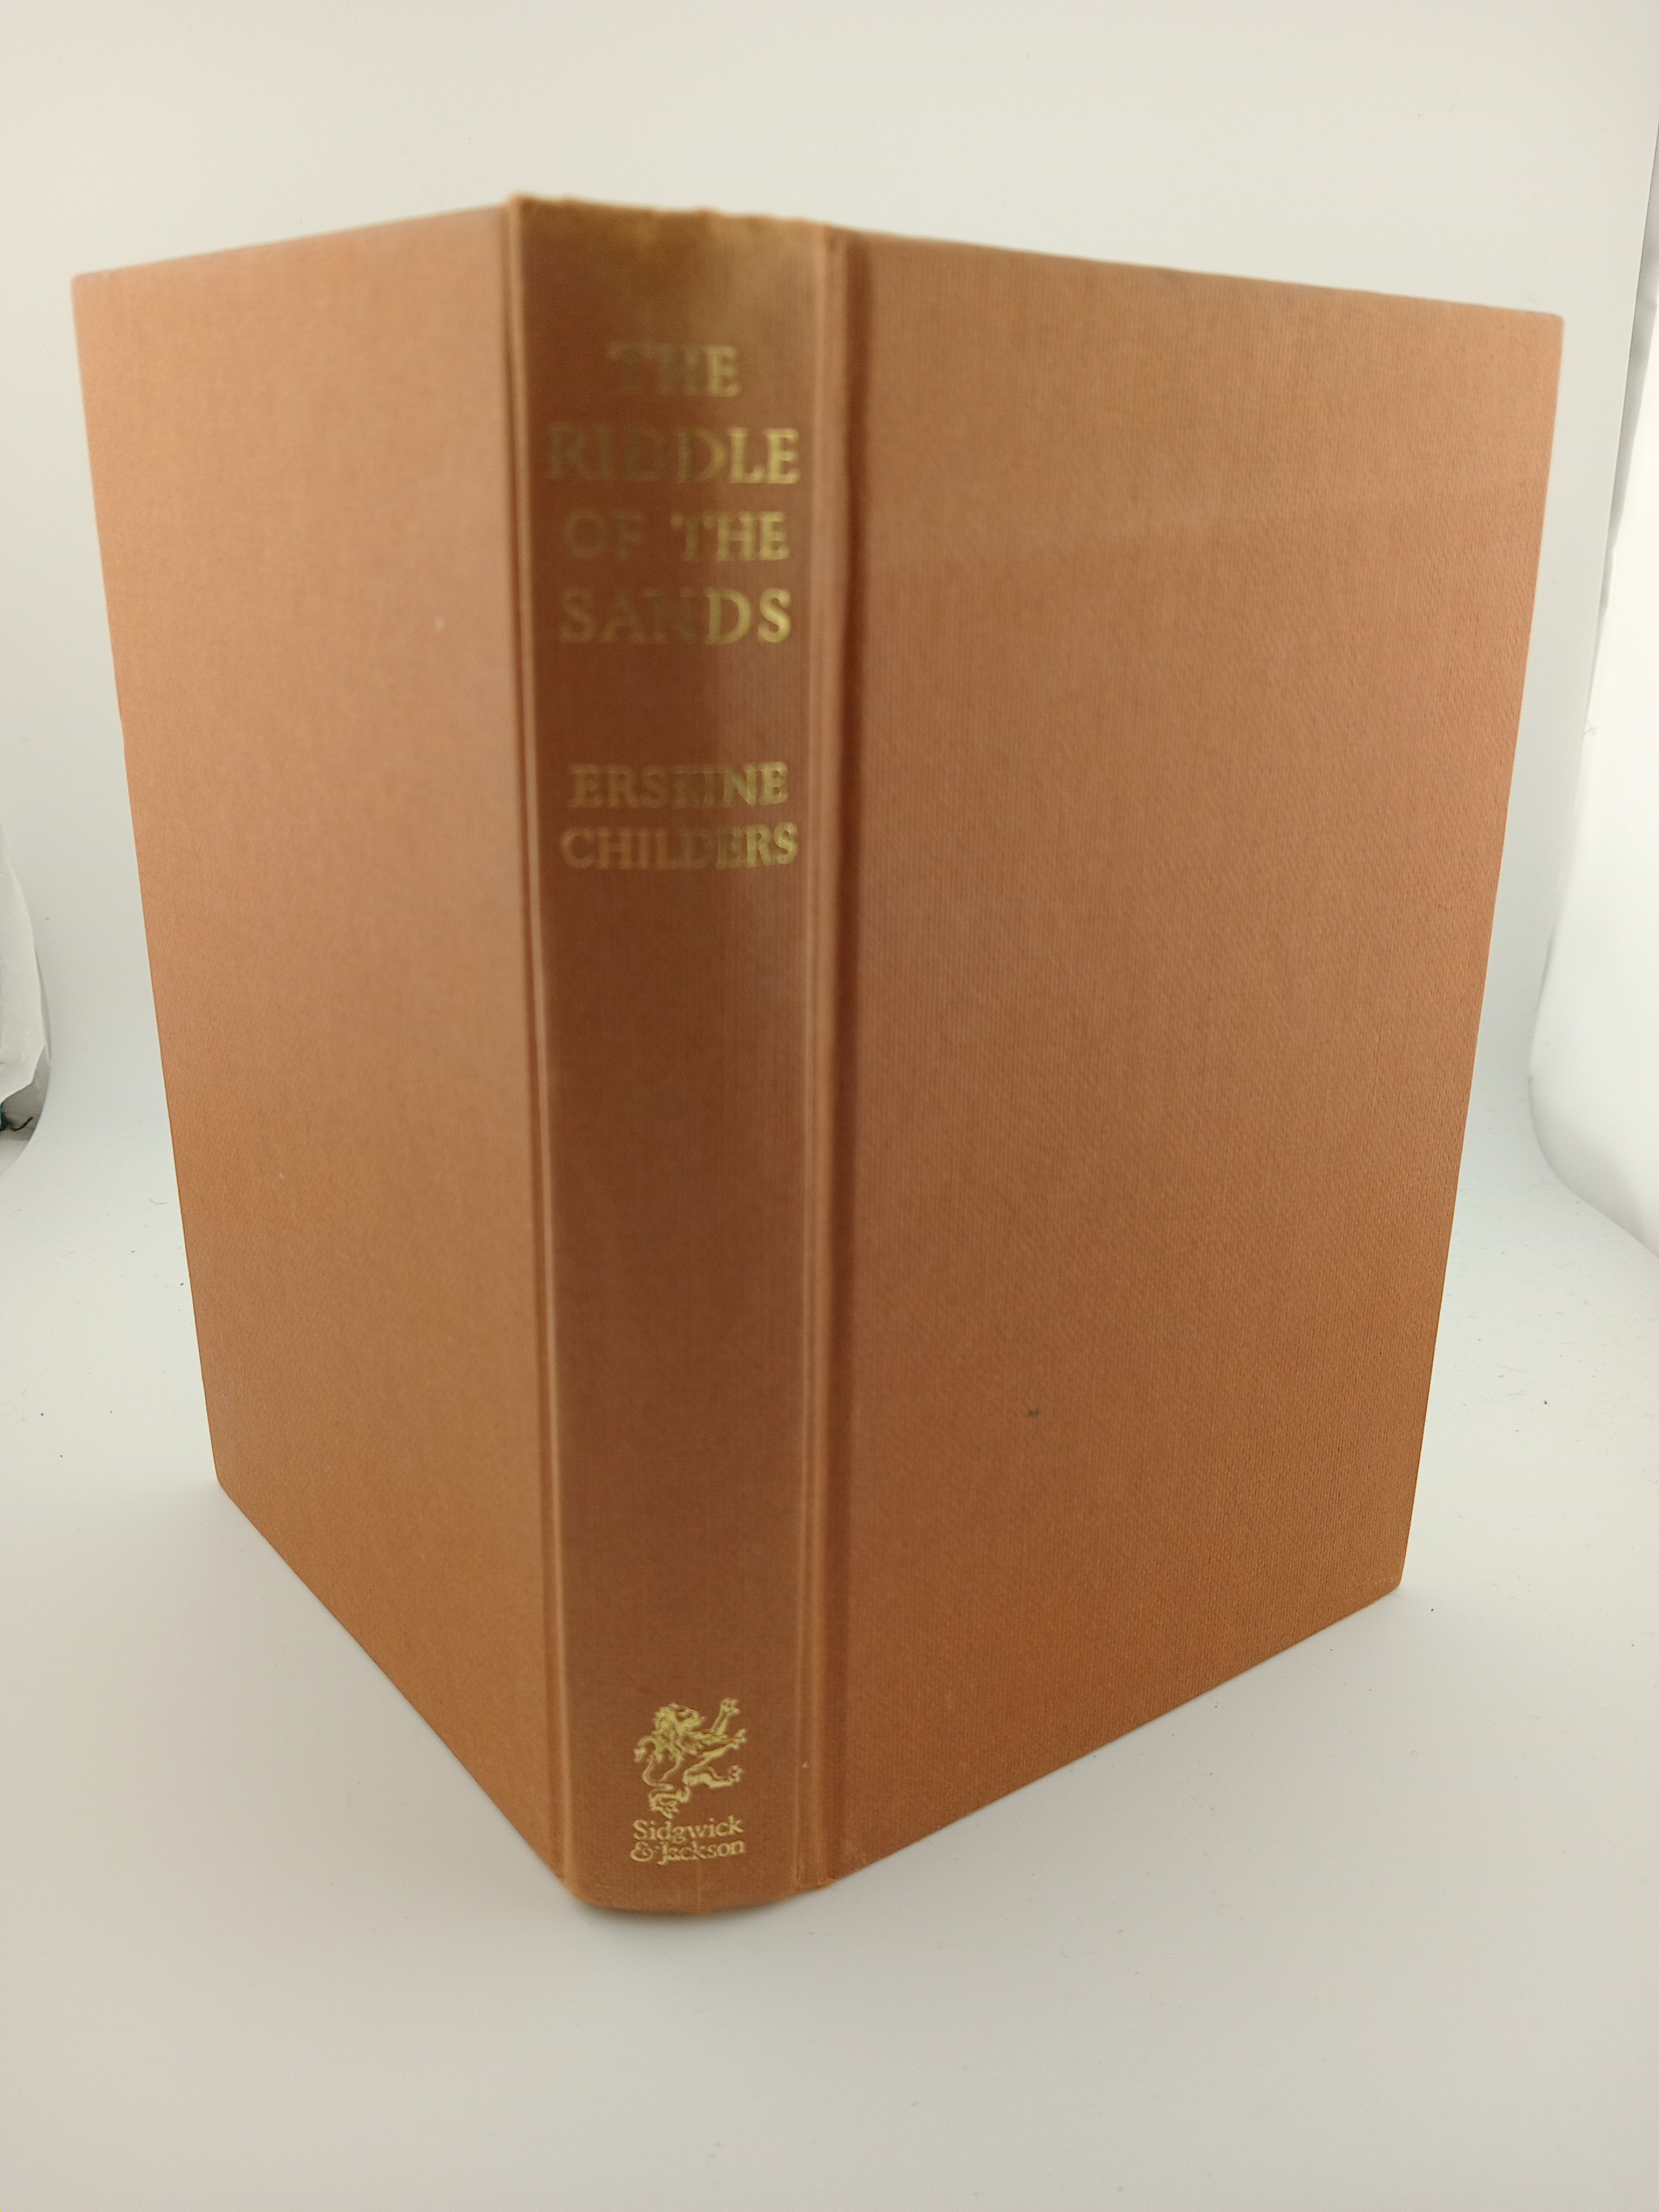 THE
RIDDLE
OF THE
SANDS
ERSKINE
CHILDERS
Sidgwick
& Jackson